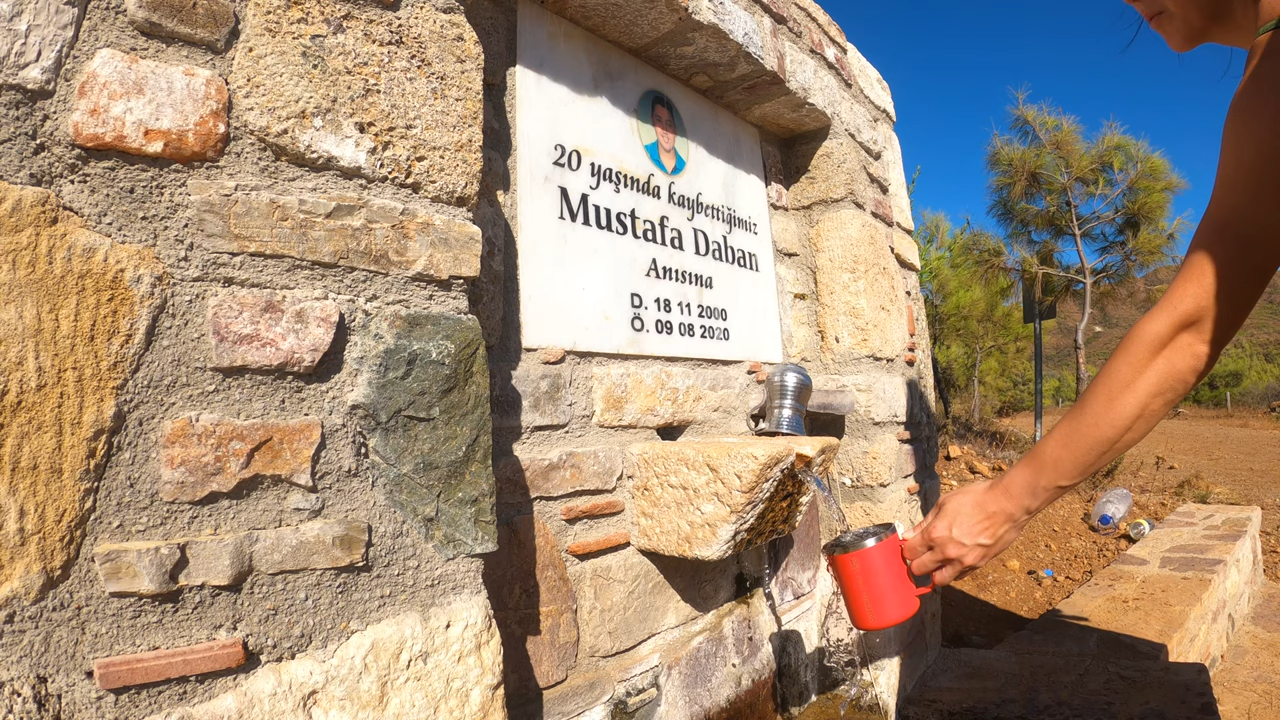 20 yaşında kaybettiğimiz
Mustafa Daban
Anısına
D. 18 11 2000
Ö. 09 08 2020